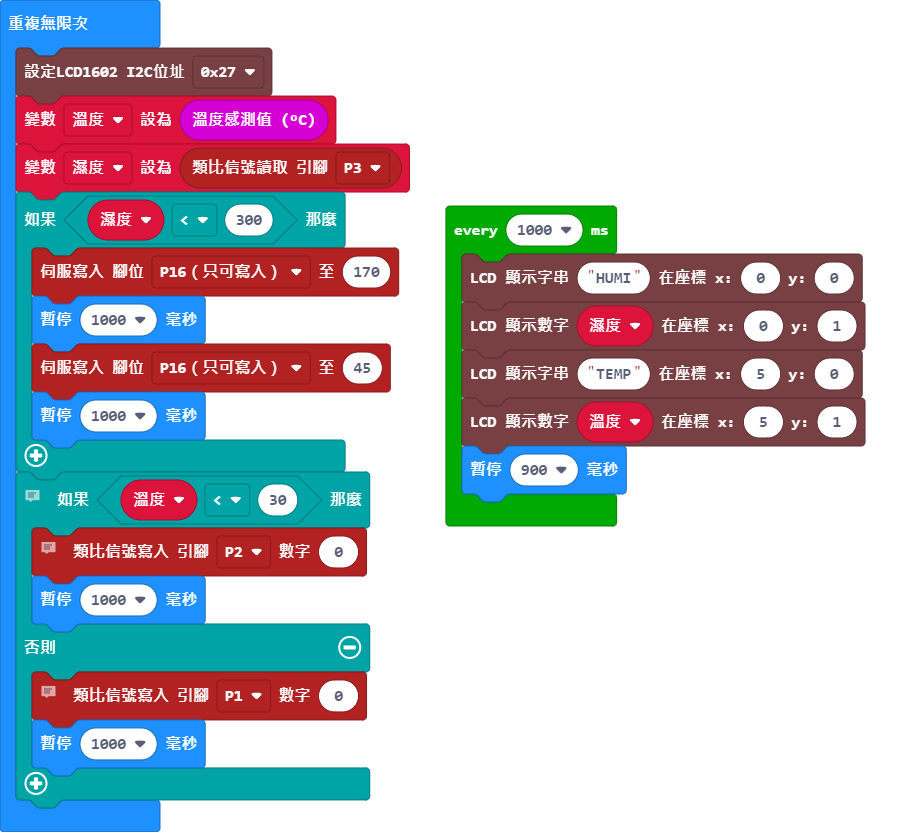 重複無限次
設定LCD1602 I2C位址 0x27
變數 溫度 設為 溫度感測值 (ºC)
變數 濕度 設為 類比信號讀取 引腳 P3
如果 濕度 < 300 那麼
伺服寫入 腳位 P16（只可寫入） 至 170
暫停 1000 毫秒
伺服寫入 腳位 P16（只可寫入） 至 45
暫停 1000 毫秒
如果 溫度 < 30 那麼
類比信號寫入 引腳 P2 數字 0
暫停 1000 毫秒
否則
類比信號寫入 引腳 P1 數字 0
暫停 1000 毫秒
every 1000 ms
LCD 顯示字串 "HUMI" 在座標 x: 0 y: 0
LCD 顯示數字 濕度 在座標 x: 0 y: 1
LCD 顯示字串 "TEMP" 在座標 x: 5 y: 0
LCD 顯示數字 溫度 在座標 x: 5 y: 1
暫停 900 毫秒